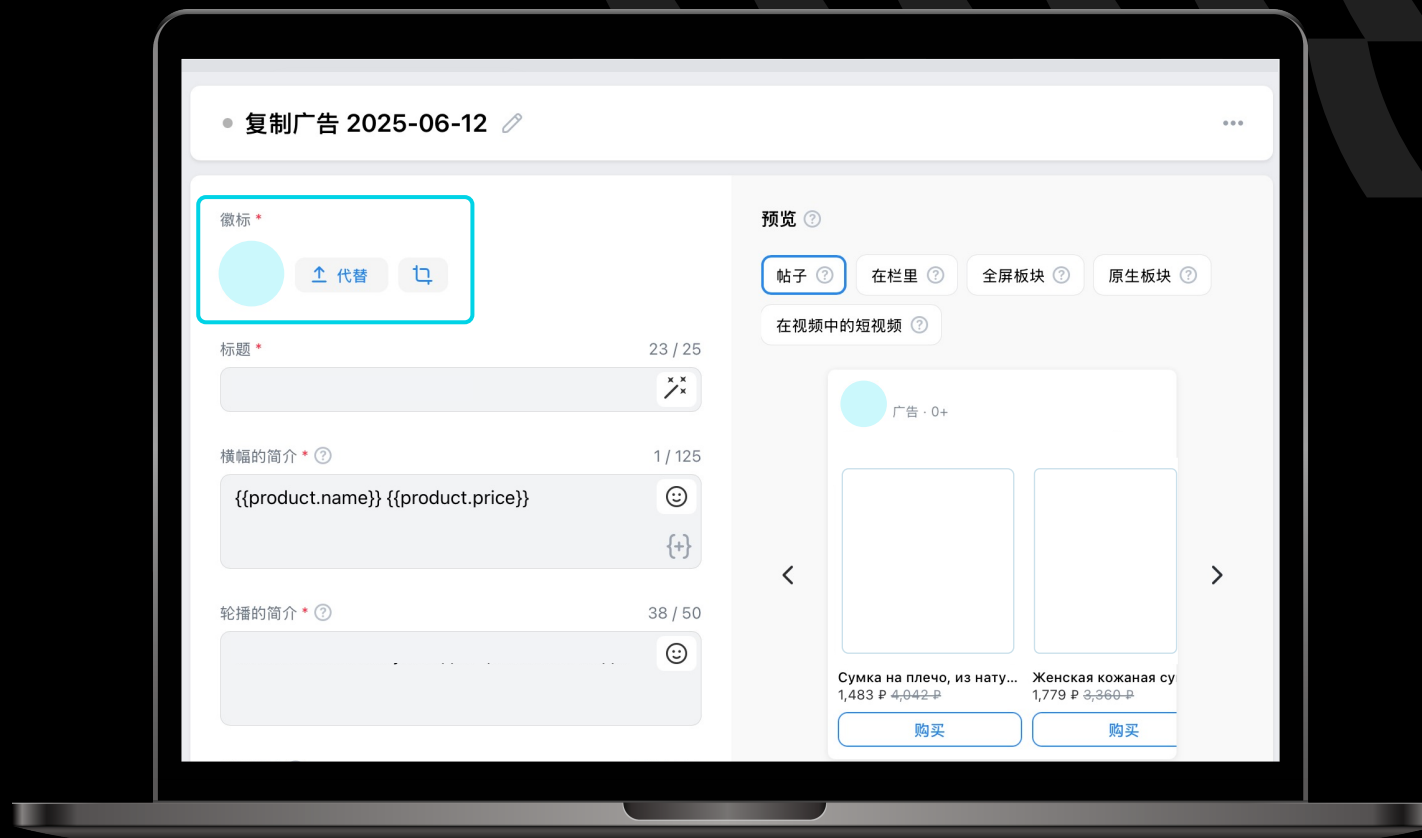 复制广告 2025-06-12
徽标 *
代替
标题 *
23 / 25
横幅的简介 *
1 / 125
{{product.name}} {{product.price}}
轮播的简介 *
38 / 50
预览
帖子
在栏里
全屏板块
原生板块
在视频中的短视频
广告 · 0+
Сумка на плечо, из нату...
1,483 ₽ 4,042 ₽
购买
Женская кожаная су
1,779 ₽ 3,360 ₽
购买